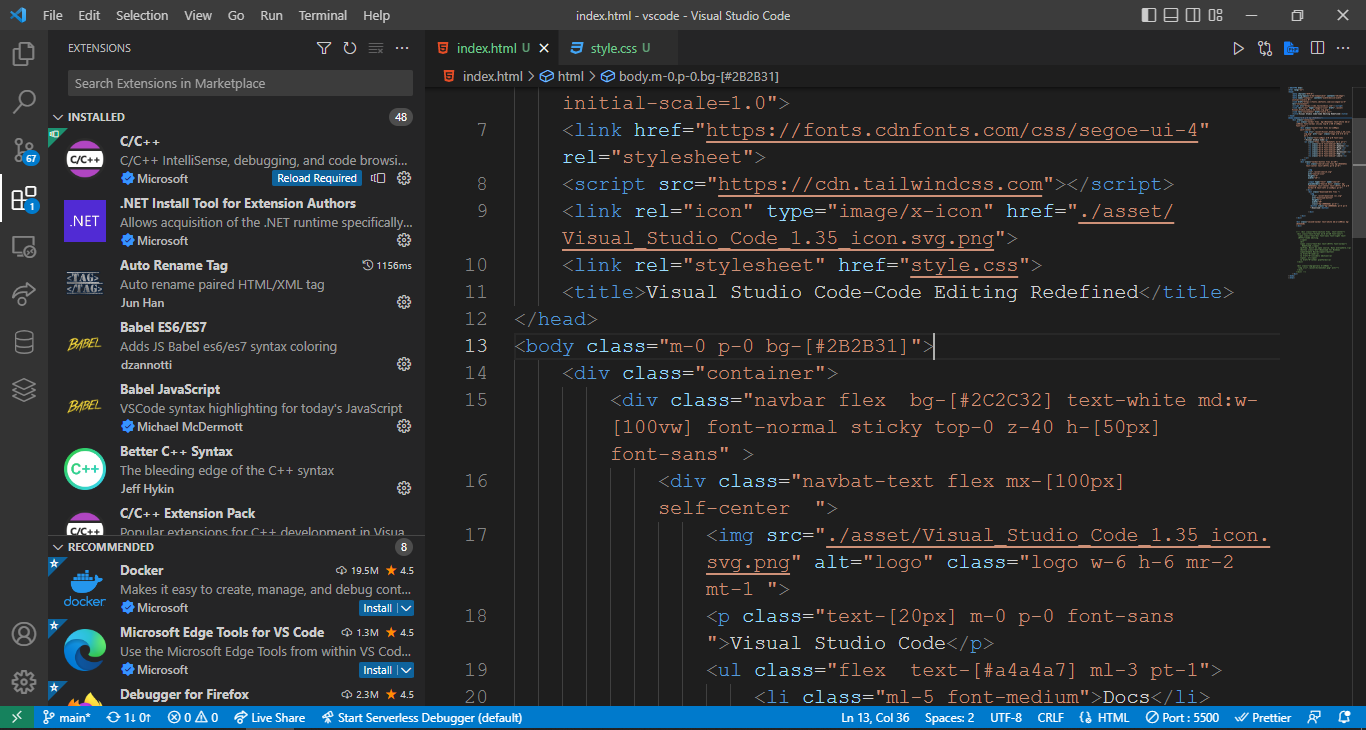 File Edit Selection View Go Run Terminal Help
index.html - vscode - Visual Studio Code
EXTENSIONS
Search Extensions in Marketplace
INSTALLED 48
C/C++
C/C++ IntelliSense, debugging, and code browsi...
Microsoft Reload Required
.NET
.NET Install Tool for Extension Authors
Allows acquisition of the .NET runtime specifically...
Microsoft
<TAG>
</TAG>
Auto Rename Tag 1156ms
Auto rename paired HTML/XML tag
Jun Han
BABEL
Babel ES6/ES7
Adds JS Babel es6/es7 syntax coloring
dzannotti
BABEL
Babel JavaScript
VSCode syntax highlighting for today's JavaScript
Michael McDermott
C++
Better C++ Syntax
The bleeding edge of the C++ syntax
Jeff Hykin
C/C++
C/C++ Extension Pack
Popular extensions for C++ development in Visua...
RECOMMENDED 8
docker
Docker 19.5M 4.5
Makes it easy to create, manage, and debug cont...
Microsoft Install
Microsoft Edge Tools for VS Code 1.3M 4.5
Use the Microsoft Edge Tools from within VS Cod...
Microsoft Install
Debugger for Firefox 2.3M 4.5
67
1
index.html U style.css U
index.html > html > body.m-0.p-0.bg-[#2B2B31]
initial-scale=1.0">
7 <link href="https://fonts.cdnfonts.com/css/segoe-ui-4"
rel="stylesheet">
8 <script src="https://cdn.tailwindcss.com"></script>
9 <link rel="icon" type="image/x-icon" href="./asset/
Visual_Studio_Code_1.35_icon.svg.png">
10 <link rel="stylesheet" href="style.css">
11 <title>Visual Studio Code-Code Editing Redefined</title>
12 </head>
13 <body class="m-0 p-0 bg-[#2B2B31]">
14 <div class="container">
15 <div class="navbar flex  bg-[#2C2C32] text-white md:w-
[100vw] font-normal sticky top-0 z-40 h-[50px]
font-sans" >
16 <div class="navbat-text flex mx-[100px]
self-center  ">
17 <img src="./asset/Visual_Studio_Code_1.35_icon.
svg.png" alt="logo" class="logo w-6 h-6 mr-2
mt-1 ">
18 <p class="text-[20px] m-0 p-0 font-sans
">Visual Studio Code</p>
19 <ul class="flex  text-[#a4a4a7] ml-3 pt-1">
20 <li class="ml-5 font-medium">Docs</li>
main* 1↓ 0↑ 0 0 Live Share Start Serverless Debugger (default) Ln 13, Col 36 Spaces: 2 UTF-8 CRLF HTML Port : 5500 Prettier